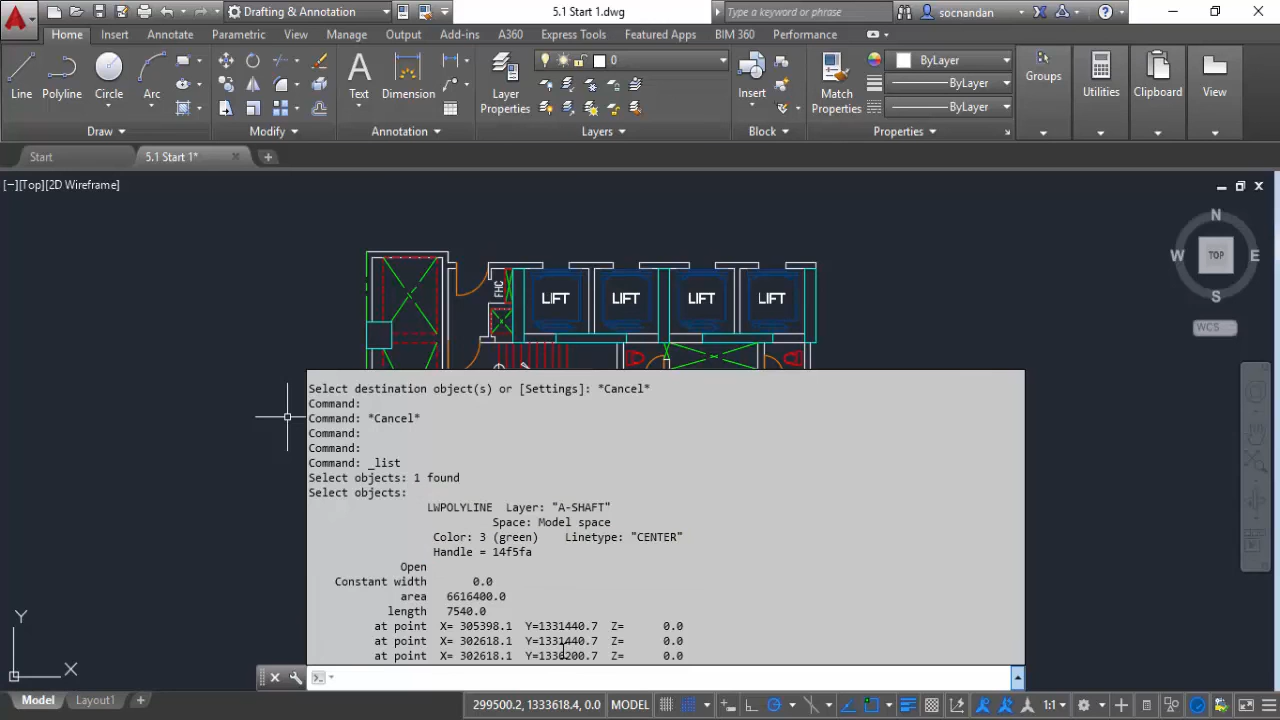 Drafting & Annotation
5.1 Start 1.dwg
Type a keyword or phrase
socnandan
Home Insert Annotate Parametric View Manage Output Add-ins A360 Express Tools Featured Apps BIM 360 Performance
0
ByLayer
ByLayer
ByLayer
Line Polyline Circle Arc
Text Dimension
Layer Properties
Insert
Match Properties
Groups Utilities Clipboard View
Draw Modify Annotation Layers Block Properties
Start 5.1 Start 1*
[−][Top][2D Wireframe]
N
W TOP E
S
WCS
FHC LIFT LIFT LIFT LIFT
Select destination object(s) or [Settings]: *Cancel*
Command:
Command: *Cancel*
Command:
Command:
Command: _list
Select objects: 1 found
Select objects:
LWPOLYLINE Layer: "A-SHAFT"
Space: Model space
Color: 3 (green) Linetype: "CENTER"
Handle = 14f5fa
Open
Constant width 0.0
area 6616400.0
length 7540.0
at point X= 305398.1 Y=1331440.7 Z= 0.0
at point X= 302618.1 Y=1331440.7 Z= 0.0
at point X= 302618.1 Y=1336200.7 Z= 0.0
Y
X
Model Layout1
299500.2, 1333618.4, 0.0 MODEL 1:1